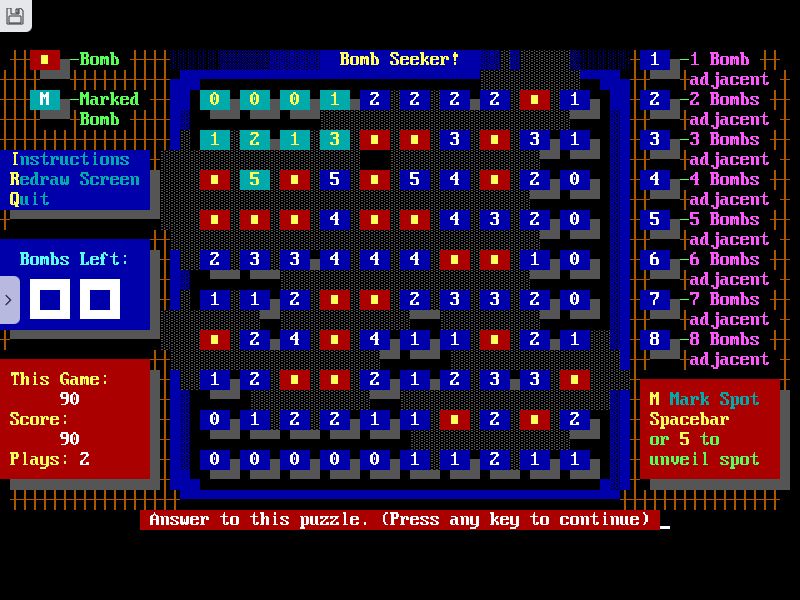 Bomb Seeker!
Bomb
M Marked
Bomb
Instructions
Redraw Screen
Quit
Bombs Left:
00
This Game:
90
Score:
90
Plays: 2
0 0 0 1 2 2 2 2 ■ 1
1 2 1 3 ■ ■ 3 ■ 3 1
■ 5 ■ 5 ■ 5 4 ■ 2 0
■ ■ ■ 4 ■ ■ 4 3 2 0
2 3 3 4 4 4 ■ ■ 1 0
1 1 2 ■ ■ 2 3 3 2 0
■ 2 4 ■ 4 1 1 ■ 2 1
1 2 ■ ■ 2 1 2 3 3 ■
0 1 2 2 1 1 ■ 2 ■ 2
0 0 0 0 0 1 1 2 1 1
1 1 Bomb
adjacent
2 2 Bombs
adjacent
3 3 Bombs
adjacent
4 4 Bombs
adjacent
5 5 Bombs
adjacent
6 6 Bombs
adjacent
7 7 Bombs
adjacent
8 8 Bombs
adjacent
M Mark Spot
Spacebar
or 5 to
unveil spot
Answer to this puzzle. (Press any key to continue) _